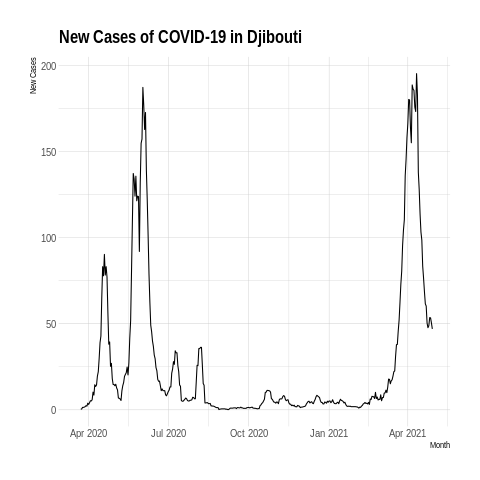 New Cases of COVID-19 in Djibouti
New Cases
200
150
100
50
0
Apr 2020 Jul 2020 Oct 2020 Jan 2021 Apr 2021
Month